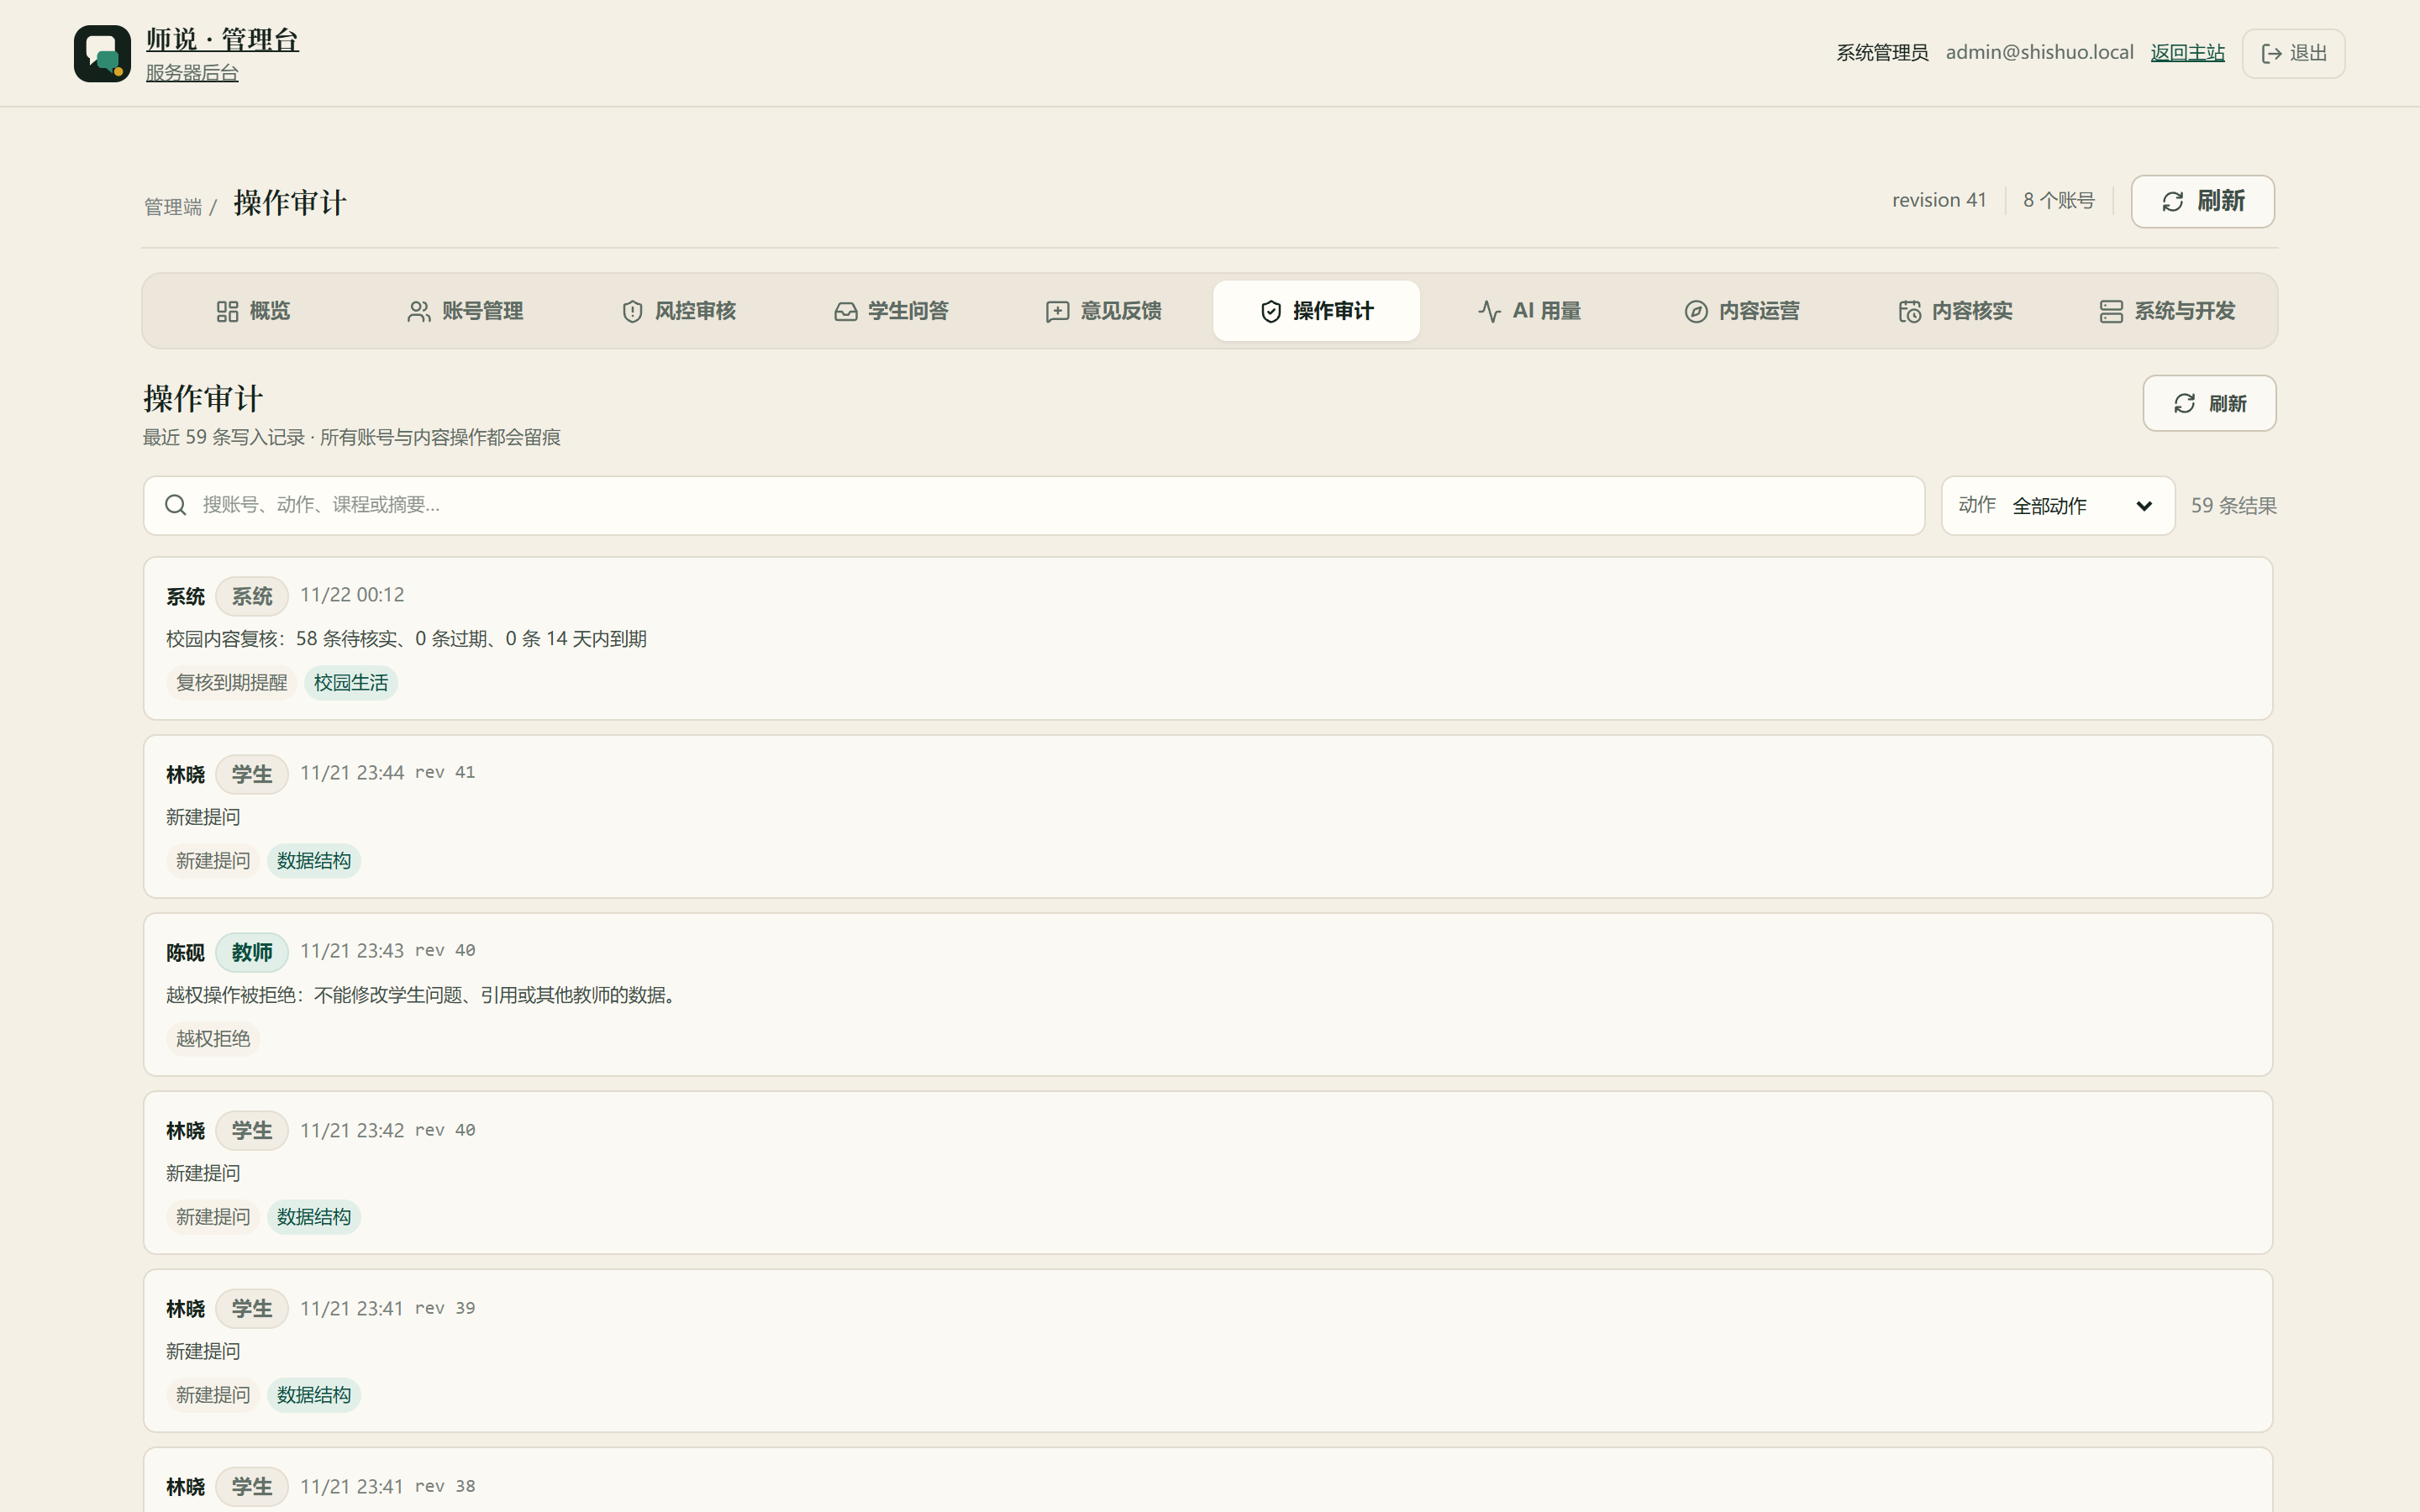 师说 · 管理台
服务器后台
系统管理员 admin@shishuo.local 返回主站 退出
管理端 / 操作审计
revision 41 8 个账号 刷新
概览 账号管理 风控审核 学生问答 意见反馈 操作审计 AI 用量 内容运营 内容核实 系统与开发
操作审计
刷新
最近 59 条写入记录 · 所有账号与内容操作都会留痕
搜账号、动作、课程或摘要... 动作 全部动作 59 条结果
系统 系统 11/22 00:12
校园内容复核：58 条待核实、0 条过期、0 条 14 天内到期
复核到期提醒 校园生活
林晓 学生 11/21 23:44 rev 41
新建提问
新建提问 数据结构
陈砚 教师 11/21 23:43 rev 40
越权操作被拒绝：不能修改学生问题、引用或其他教师的数据。
越权拒绝
林晓 学生 11/21 23:42 rev 40
新建提问
新建提问 数据结构
林晓 学生 11/21 23:41 rev 39
新建提问
新建提问 数据结构
林晓 学生 11/21 23:41 rev 38